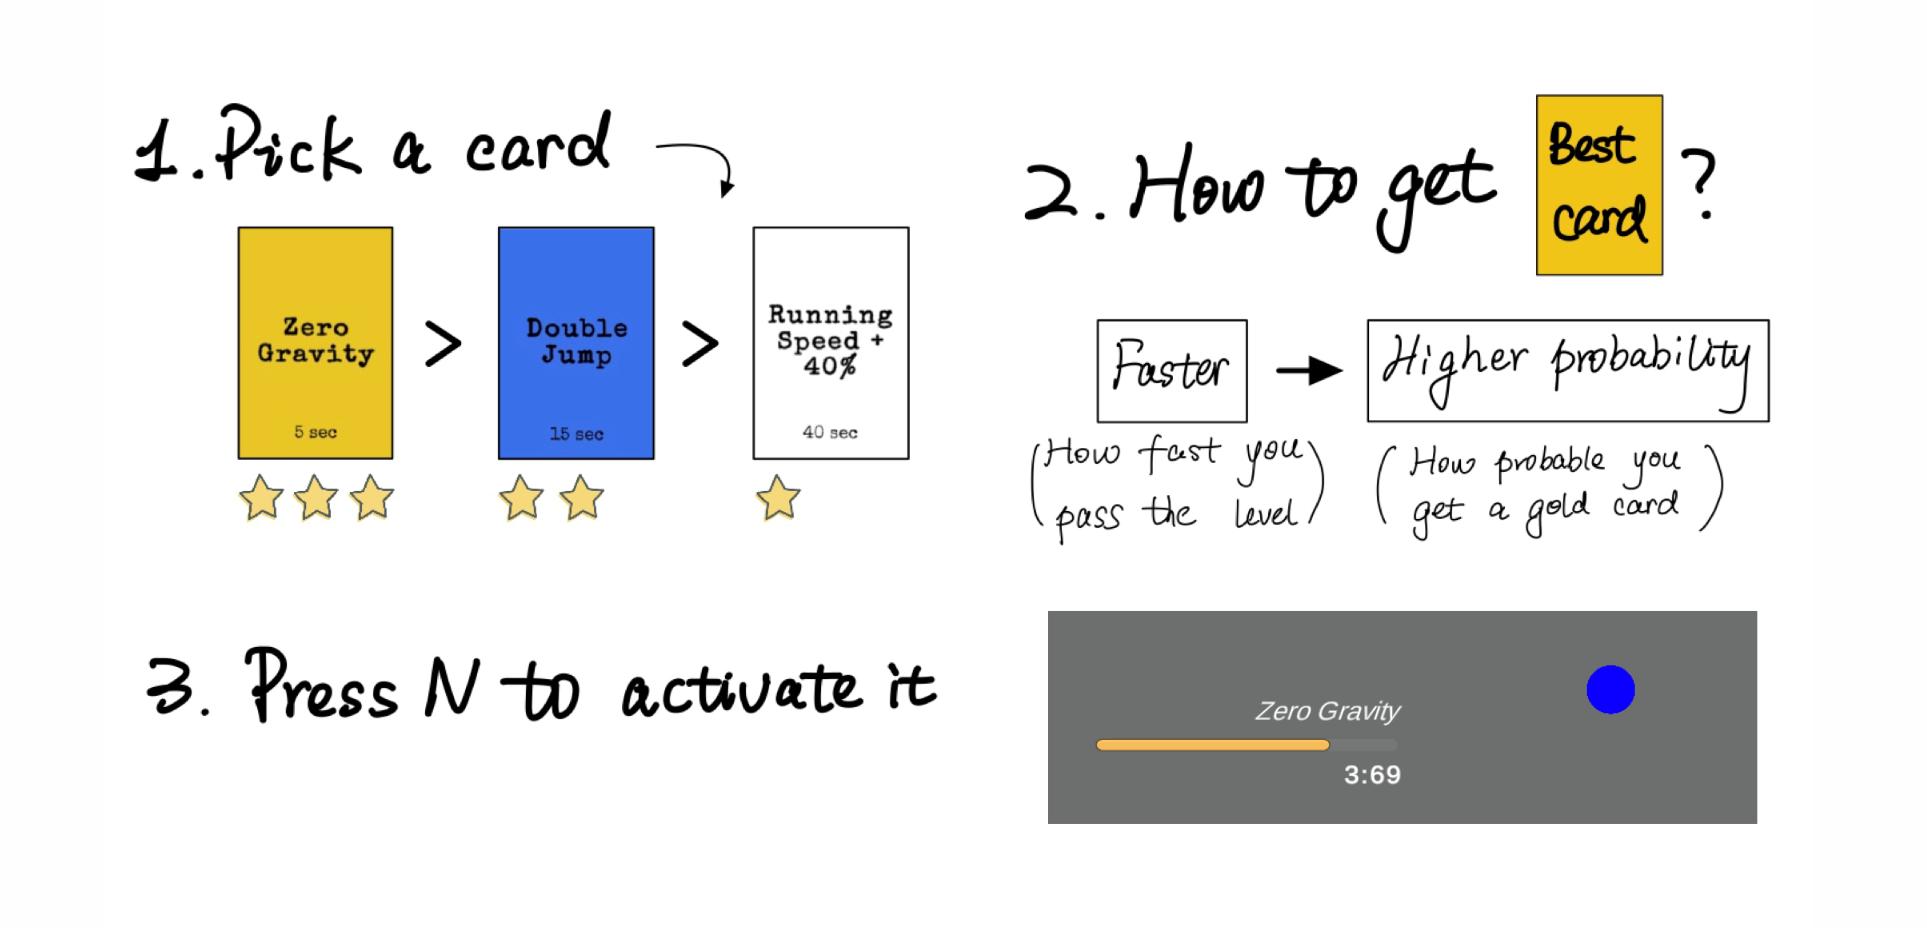 1. Pick a card
Zero
Gravity
5 sec
>
Double
Jump
15 sec
>
Running
Speed +
40%
40 sec
2. How to get
Best
card
?
Faster
Higher probability
(How fast you
pass the level)
(How probable you
get a gold card)
3. Press N to activate it
Zero Gravity
3:69